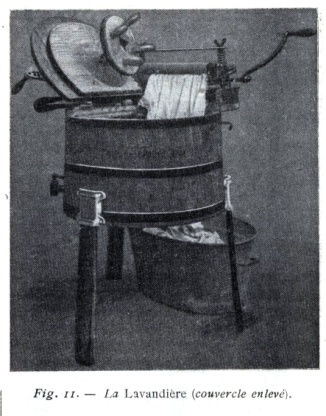 Fig. 11. — La Lavandière (couvercle enlevé).